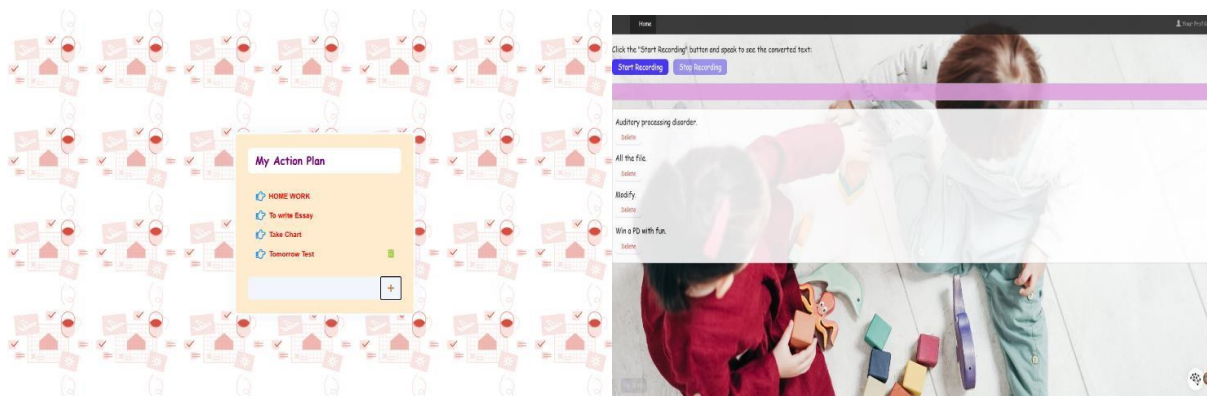 My Action Plan
HOME WORK
To write Essay
Take Chart
Tomorrow Test
+
Home
Your Profile
Click the "Start Recording" button and speak to see the converted text:
Start Recording
Stop Recording
Auditory processing disorder.
Delete
All the file.
Delete
Modify.
Delete
Win a PD with fun.
Delete